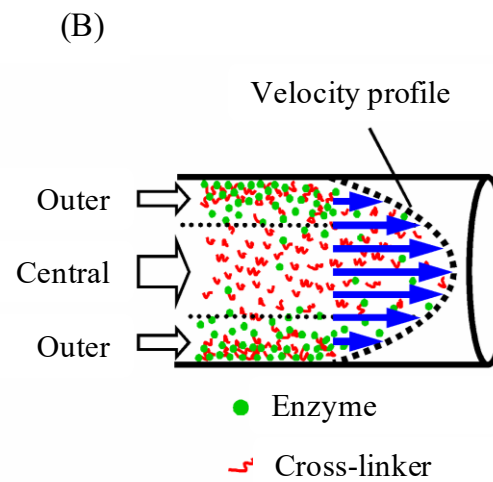 (B)
Velocity profile
Outer
Central
Outer
Enzyme
Cross-linker